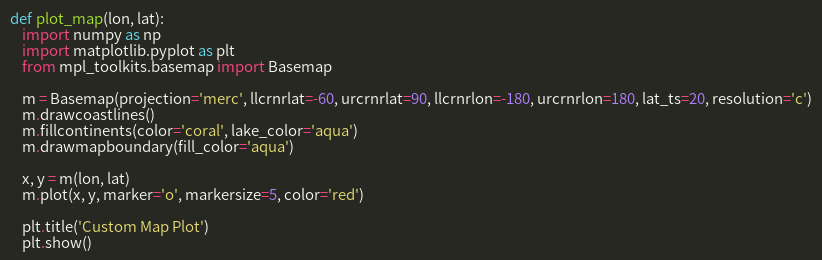 def plot_map(lon, lat):
    import numpy as np
    import matplotlib.pyplot as plt
    from mpl_toolkits.basemap import Basemap

    m = Basemap(projection='merc', llcrnrlat=-60, urcrnrlat=90, llcrnrlon=-180, urcrnrlon=180, lat_ts=20, resolution='c')
    m.drawcoastlines()
    m.fillcontinents(color='coral', lake_color='aqua')
    m.drawmapboundary(fill_color='aqua')

    x, y = m(lon, lat)
    m.plot(x, y, marker='o', markersize=5, color='red')

    plt.title('Custom Map Plot')
    plt.show()